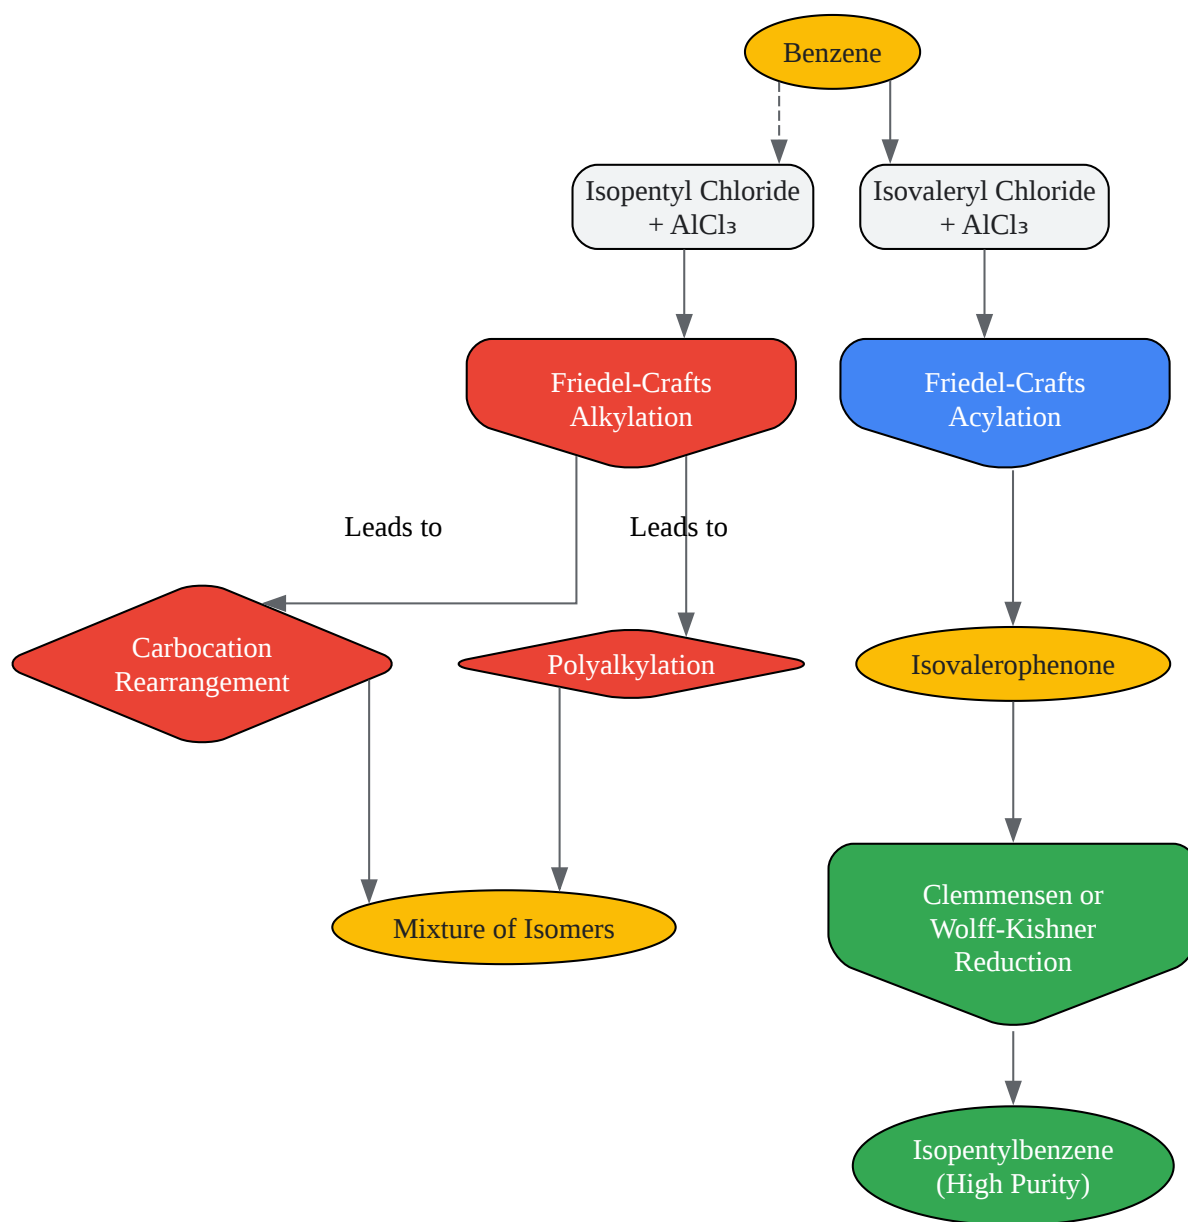 Benzene
Isopentyl Chloride
+ AlCl₃
Isovaleryl Chloride
+ AlCl₃
Friedel-Crafts
Alkylation
Friedel-Crafts
Acylation
Leads to
Leads to
Carbocation
Rearrangement
Polyalkylation
Isovalerophenone
Mixture of Isomers
Clemmensen or
Wolff-Kishner
Reduction
Isopentylbenzene
(High Purity)